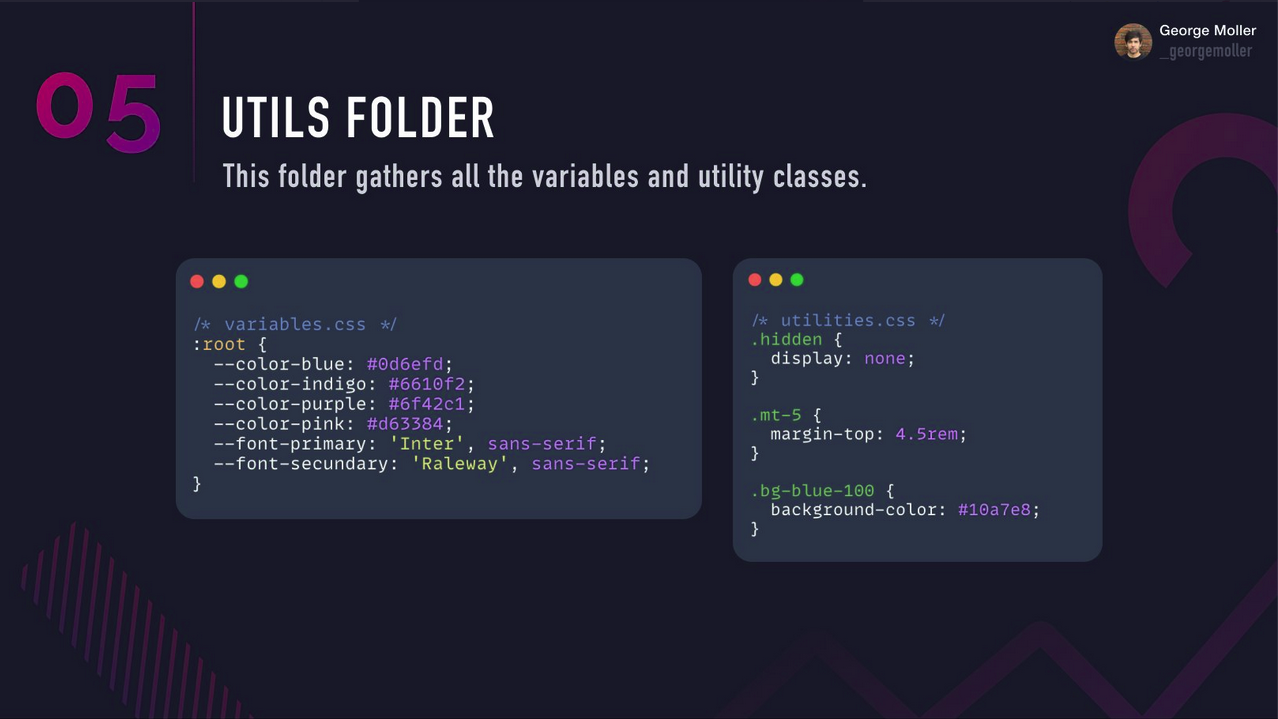 George Moller
_georgemoller
05
UTILS FOLDER
This folder gathers all the variables and utility classes.
/* variables.css */
:root {
  --color-blue: #0d6efd;
  --color-indigo: #6610f2;
  --color-purple: #6f42c1;
  --color-pink: #d63384;
  --font-primary: 'Inter', sans-serif;
  --font-secundary: 'Raleway', sans-serif;
}
/* utilities.css */
.hidden {
  display: none;
}
.mt-5 {
  margin-top: 4.5rem;
}
.bg-blue-100 {
  background-color: #10a7e8;
}